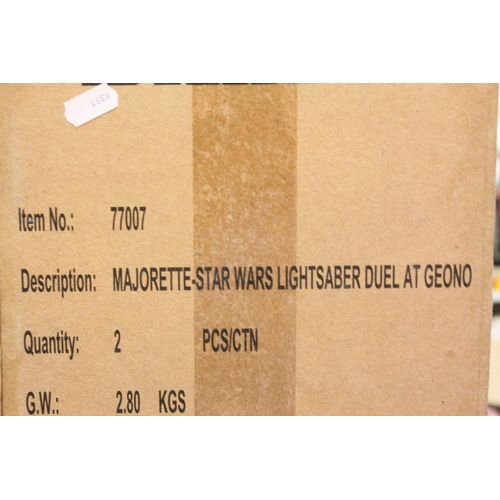 Item No.: 77007
Description: MAJORETTE-STAR WARS LIGHTSABER DUEL AT GEONO
Quantity: 2 PCS/CTN
G.W.: 2.80 KGS